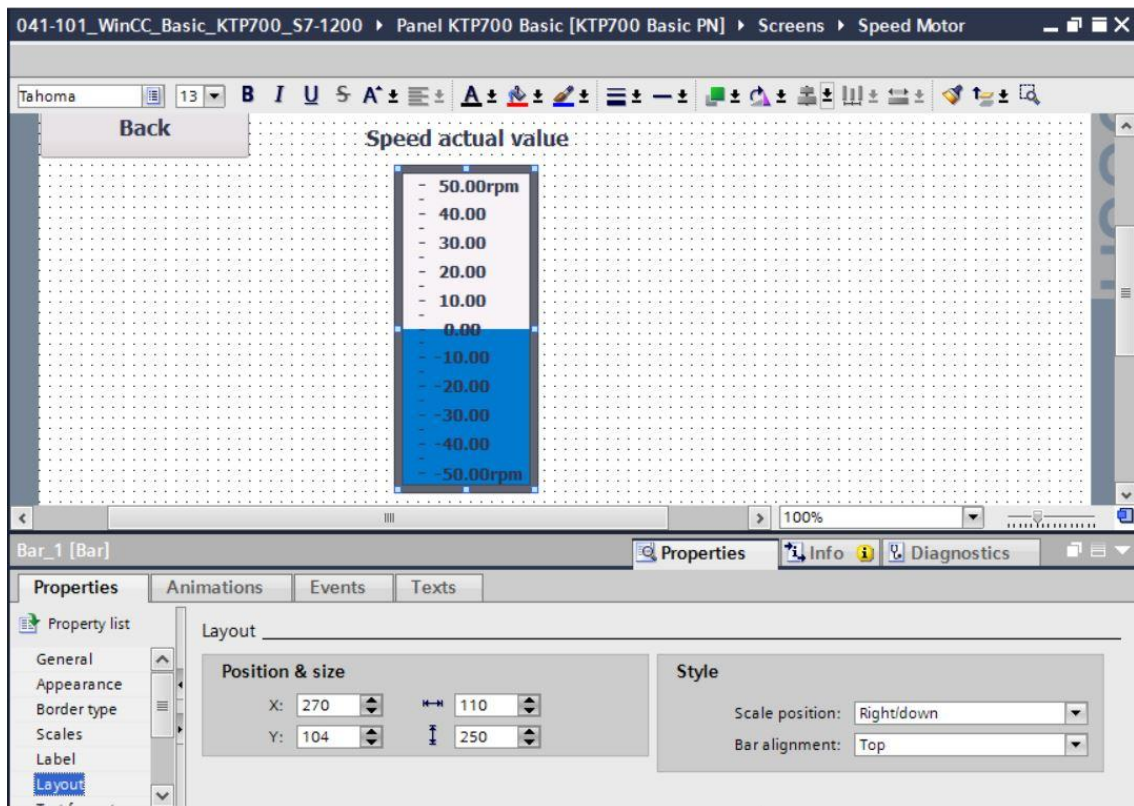 041-101_WinCC_Basic_KTP700_S7-1200 ▸ Panel KTP700 Basic [KTP700 Basic PN] ▸ Screens ▸ Speed Motor
Tahoma 13 B I U S A A
Back
Speed actual value
50.00rpm
40.00
30.00
20.00
10.00
0.00
-10.00
-20.00
-30.00
-40.00
-50.00rpm
100%
Bar_1 [Bar]
Properties Info Diagnostics
Properties Animations Events Texts
Property list
Layout
General
Appearance
Border type
Scales
Label
Layout
Position & size
X: 270 110
Y: 104 250
Style
Scale position: Right/down
Bar alignment: Top